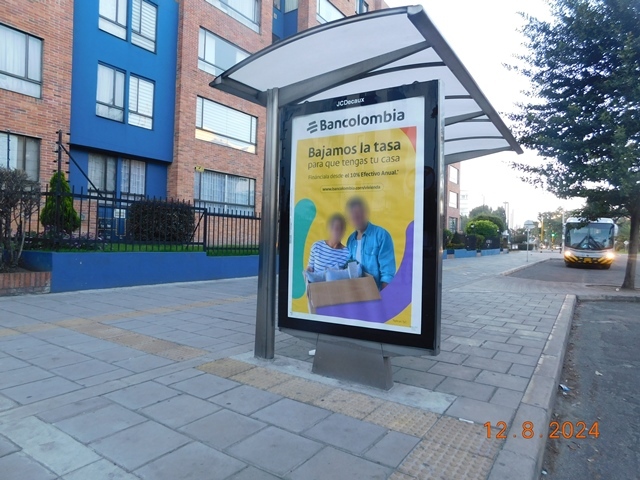 JCDecaux
Bancolombia
Bajamos la tasa
para que tengas tu casa
desde el 10% Efectivo Anual.*
12.8.2024